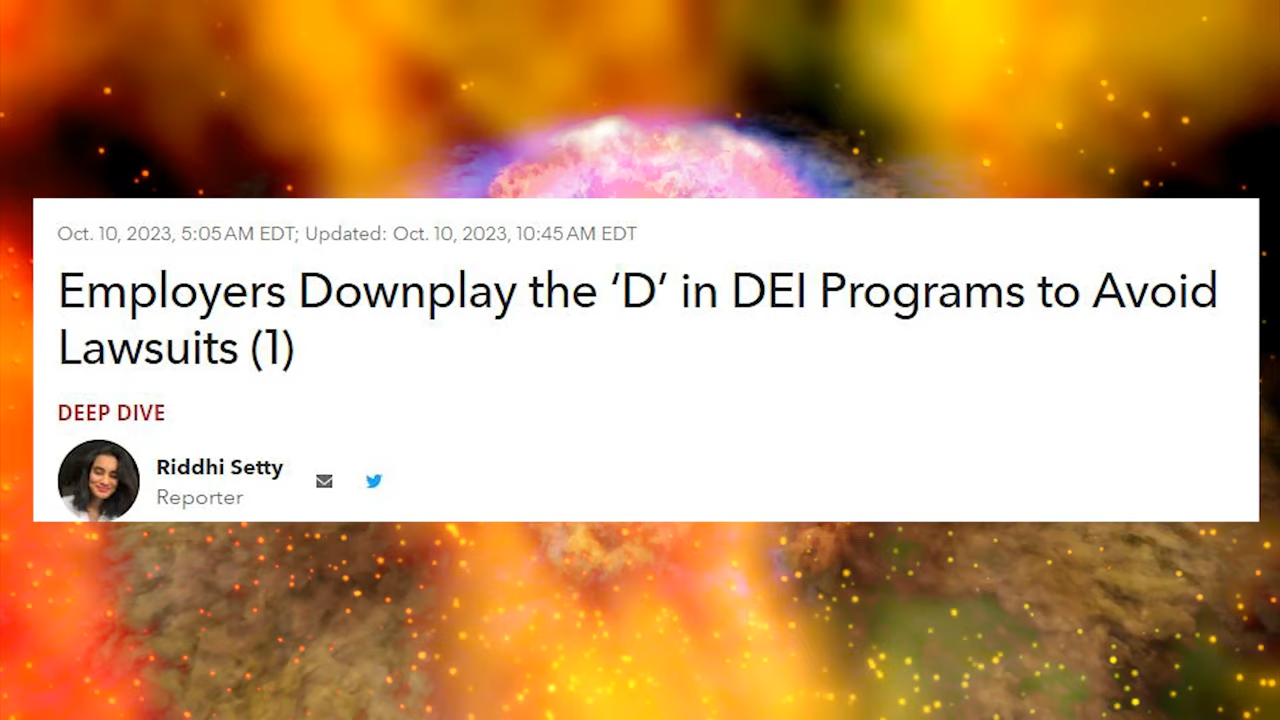 Oct. 10, 2023, 5:05 AM EDT; Updated: Oct. 10, 2023, 10:45 AM EDT
Employers Downplay the ‘D’ in DEI Programs to Avoid
Lawsuits (1)
DEEP DIVE
Riddhi Setty
Reporter